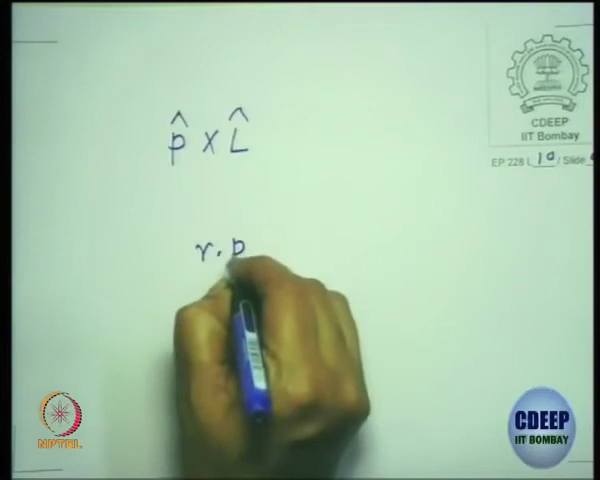 p̂ × L̂
r . p
CDEEP
IIT Bombay
EP 228 L 10 / Slide
NPTEL
CDEEP
IIT BOMBAY